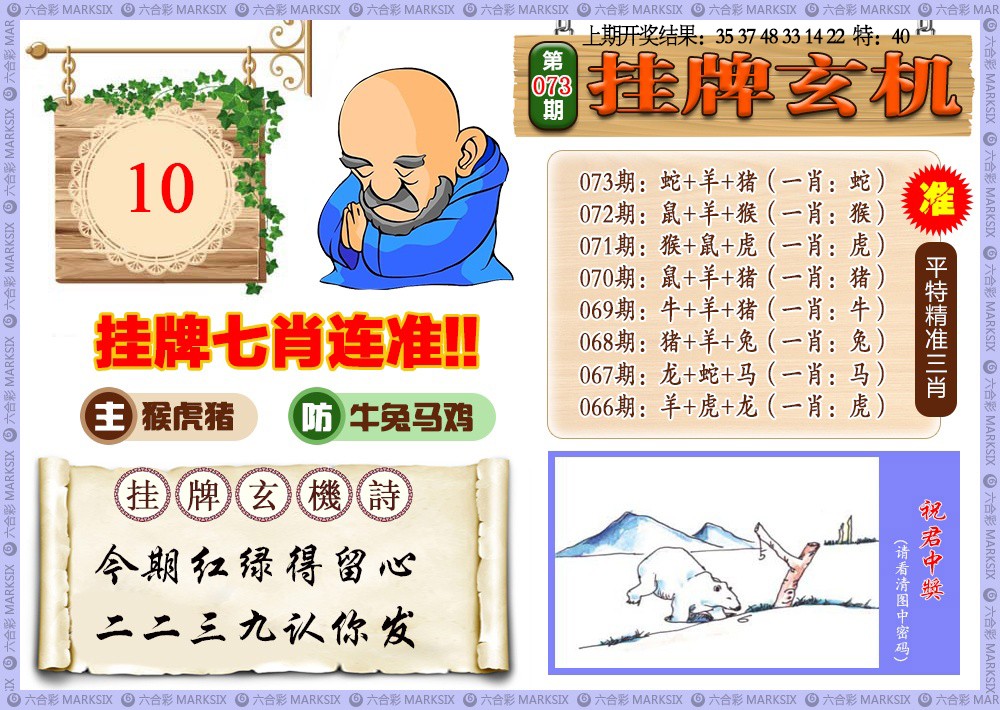 六合彩 MARKSIX
上期开奖结果：35 37 48 33 14 22 特：40
第
073
期
挂牌玄机
10
挂牌七肖连准!!
主 猴虎猪
防 牛兔马鸡
挂牌玄機詩
今期红绿得留心
二二三九认你发
073期：蛇+羊+猪（一肖：蛇）
072期：鼠+羊+猴（一肖：猴）
071期：猴+鼠+虎（一肖：虎）
070期：鼠+羊+猪（一肖：猪）
069期：牛+羊+猪（一肖：牛）
068期：猪+羊+兔（一肖：兔）
067期：龙+蛇+马（一肖：马）
066期：羊+虎+龙（一肖：虎）
准
平特精准三肖
祝君中獎
（请看清图中密码）